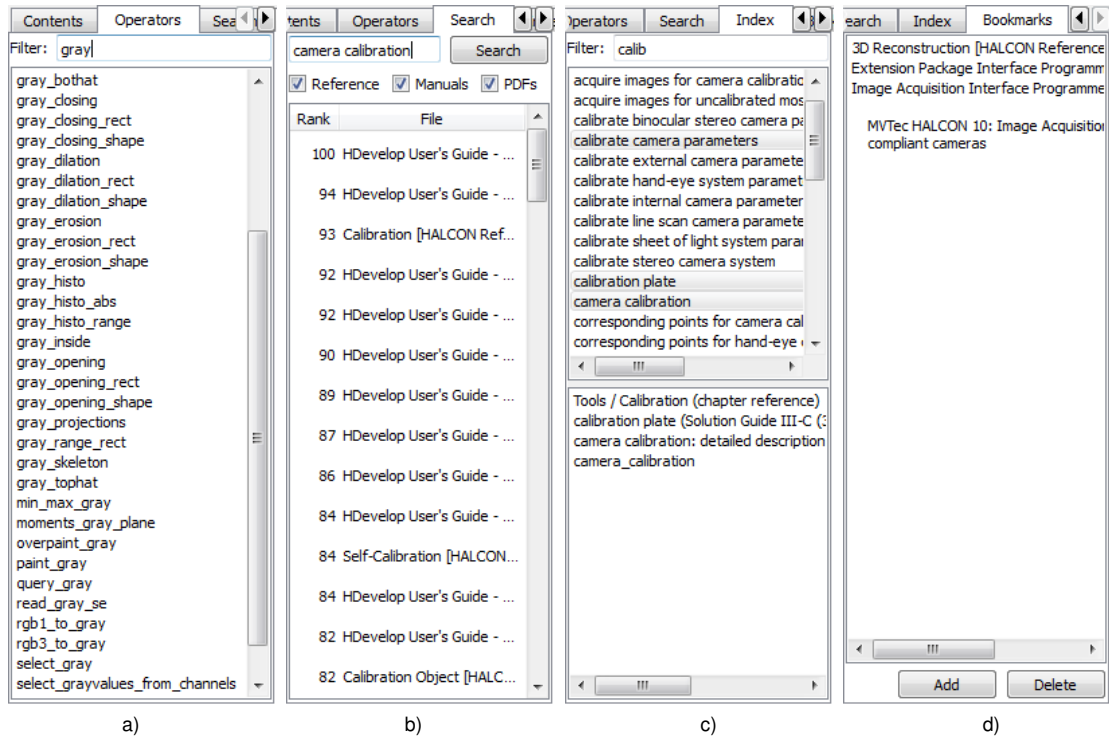 Contents Operators Sea
Filter: gray
gray_bothat
gray_closing
gray_closing_rect
gray_closing_shape
gray_dilation
gray_dilation_rect
gray_dilation_shape
gray_erosion
gray_erosion_rect
gray_erosion_shape
gray_histo
gray_histo_abs
gray_histo_range
gray_inside
gray_opening
gray_opening_rect
gray_opening_shape
gray_projections
gray_range_rect
gray_skeleton
gray_tophat
min_max_gray
moments_gray_plane
overpaint_gray
paint_gray
query_gray
read_gray_se
rgb1_to_gray
rgb3_to_gray
select_gray
select_grayvalues_from_channels
a)
tents Operators Search
camera calibration Search
Reference Manuals PDFs
Rank File
100 HDevelop User's Guide - ...
94 HDevelop User's Guide - ...
93 Calibration [HALCON Ref...
92 HDevelop User's Guide - ...
92 HDevelop User's Guide - ...
90 HDevelop User's Guide - ...
89 HDevelop User's Guide - ...
87 HDevelop User's Guide - ...
86 HDevelop User's Guide - ...
84 HDevelop User's Guide - ...
84 Self-Calibration [HALCON...
84 HDevelop User's Guide - ...
82 HDevelop User's Guide - ...
82 Calibration Object [HALC...
b)
Operators Search Index
Filter: calib
acquire images for camera calibratio
acquire images for uncalibrated mos
calibrate binocular stereo camera pa
calibrate camera parameters
calibrate external camera paramete
calibrate hand-eye system paramet
calibrate internal camera parameter
calibrate line scan camera paramete
calibrate sheet of light system para
calibrate stereo camera system
calibration plate
camera calibration
corresponding points for camera cal
corresponding points for hand-eye
Tools / Calibration (chapter reference)
calibration plate (Solution Guide III-C (3
camera calibration: detailed description
camera_calibration
c)
earch Index Bookmarks
3D Reconstruction [HALCON Reference
Extension Package Interface Programm
Image Acquisition Interface Programme
MVTec HALCON 10: Image Acquisition
compliant cameras
Add Delete
d)